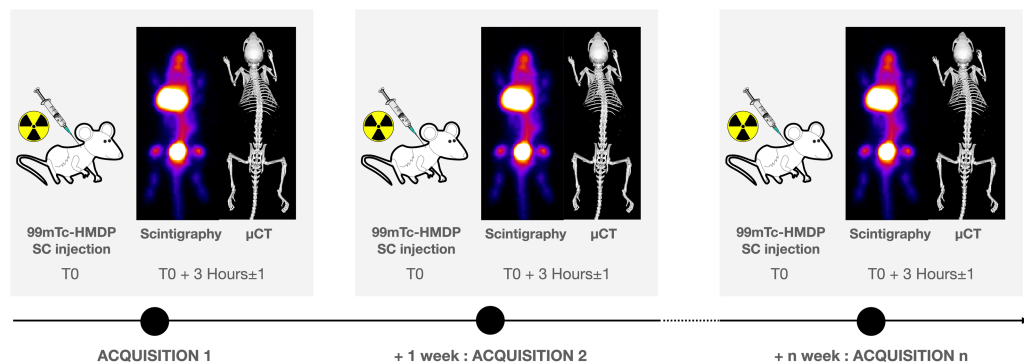 99mTc-HMDP
SC injection
T0
Scintigraphy
µCT
T0 + 3 Hours±1
99mTc-HMDP
SC injection
T0
Scintigraphy
µCT
T0 + 3 Hours±1
99mTc-HMDP
SC injection
T0
Scintigraphy
µCT
T0 + 3 Hours±1
ACQUISITION 1
+ 1 week : ACQUISITION 2
+ n week : ACQUISITION n